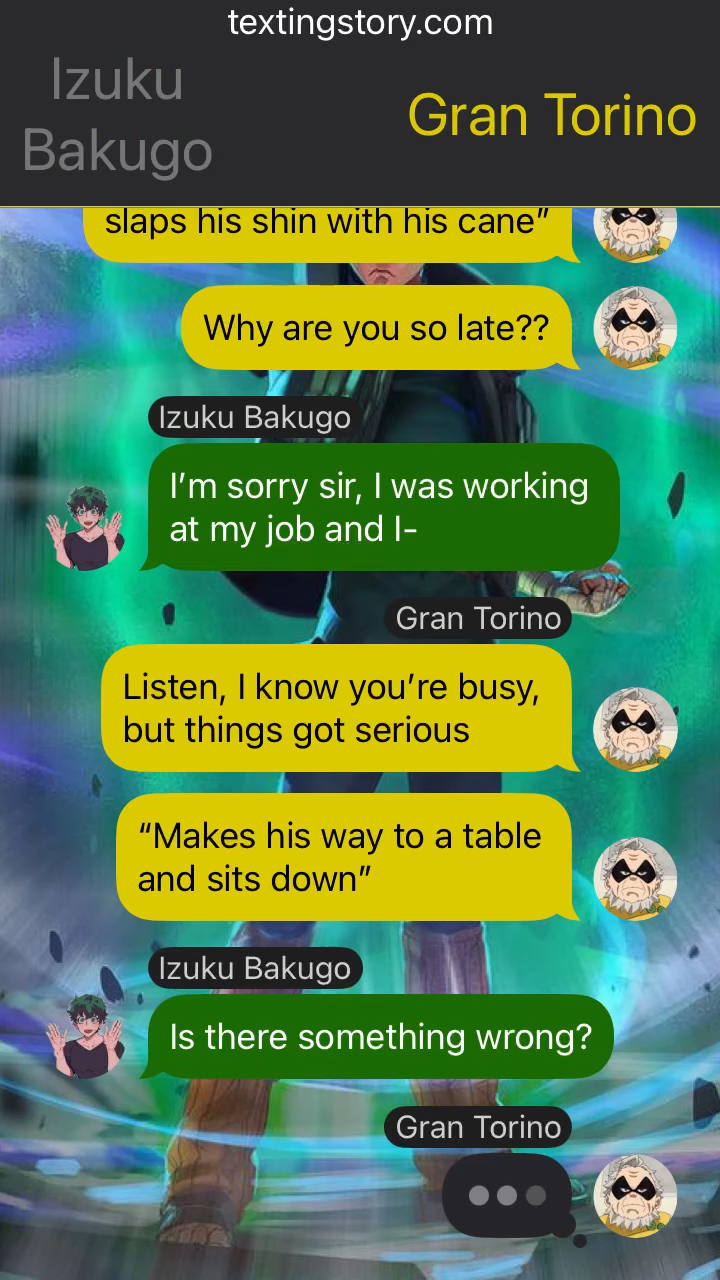 textingstory.com
Izuku
Bakugo
Gran Torino
slaps his shin with his cane”
Why are you so late??
Izuku Bakugo
I’m sorry sir, I was working
at my job and I-
Gran Torino
Listen, I know you’re busy,
but things got serious
“Makes his way to a table
and sits down”
Izuku Bakugo
Is there something wrong?
Gran Torino